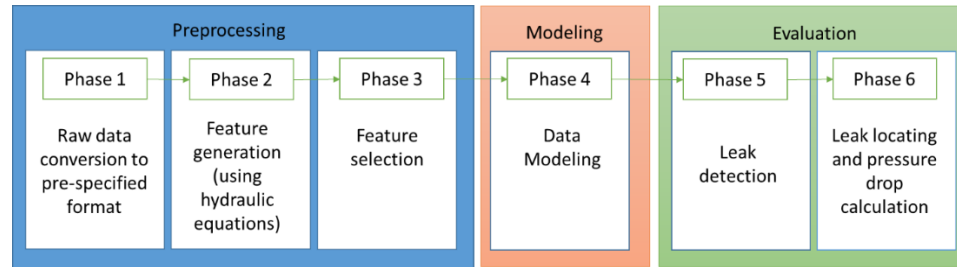 Preprocessing
Modeling
Evaluation
Phase 1
Phase 2
Phase 3
Phase 4
Phase 5
Phase 6
Raw data
conversion to
pre-specified
format
Feature
generation
(using
hydraulic
equations)
Feature
selection
Data
Modeling
Leak
detection
Leak locating
and pressure
drop
calculation